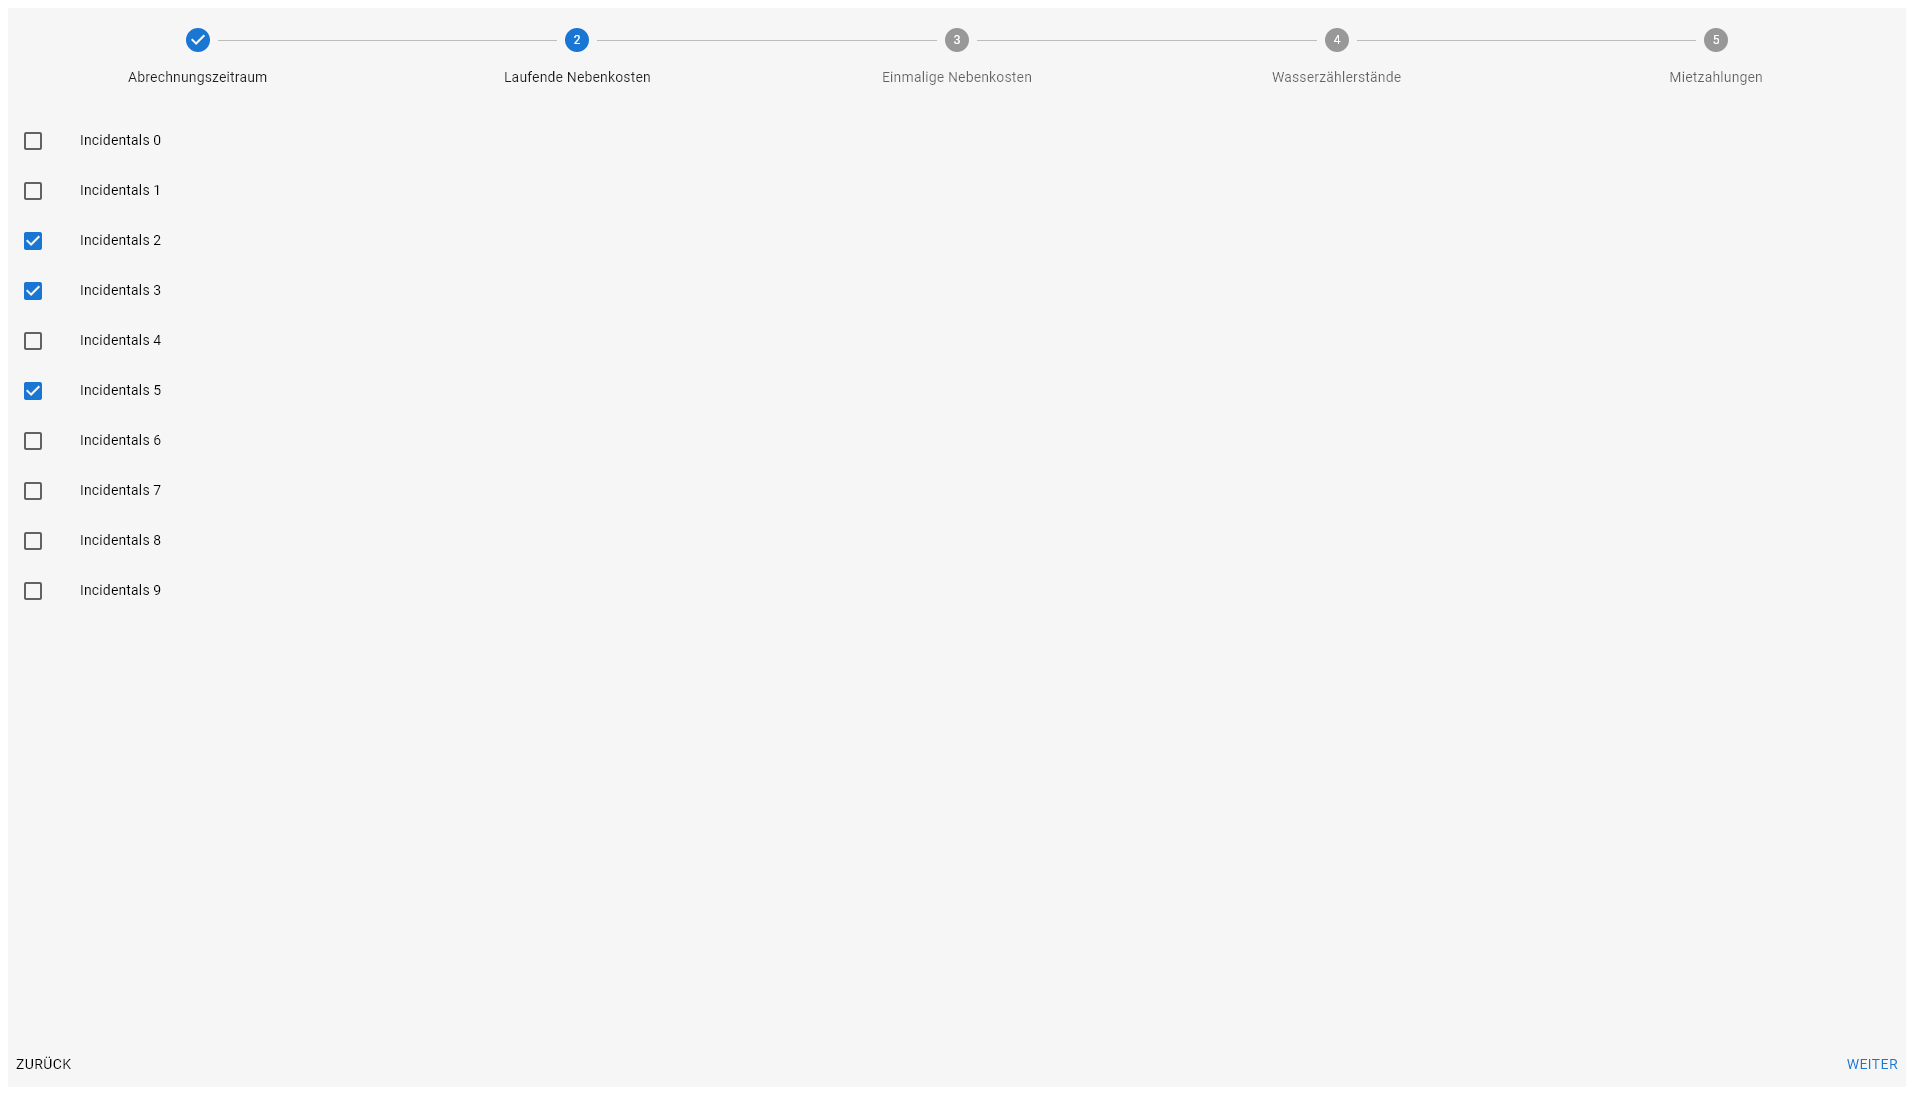 2 3 4 5
Abrechnungszeitraum Laufende Nebenkosten Einmalige Nebenkosten Wasserzählerstände Mietzahlungen
Incidentals 0
Incidentals 1
Incidentals 2
Incidentals 3
Incidentals 4
Incidentals 5
Incidentals 6
Incidentals 7
Incidentals 8
Incidentals 9
ZURÜCK WEITER